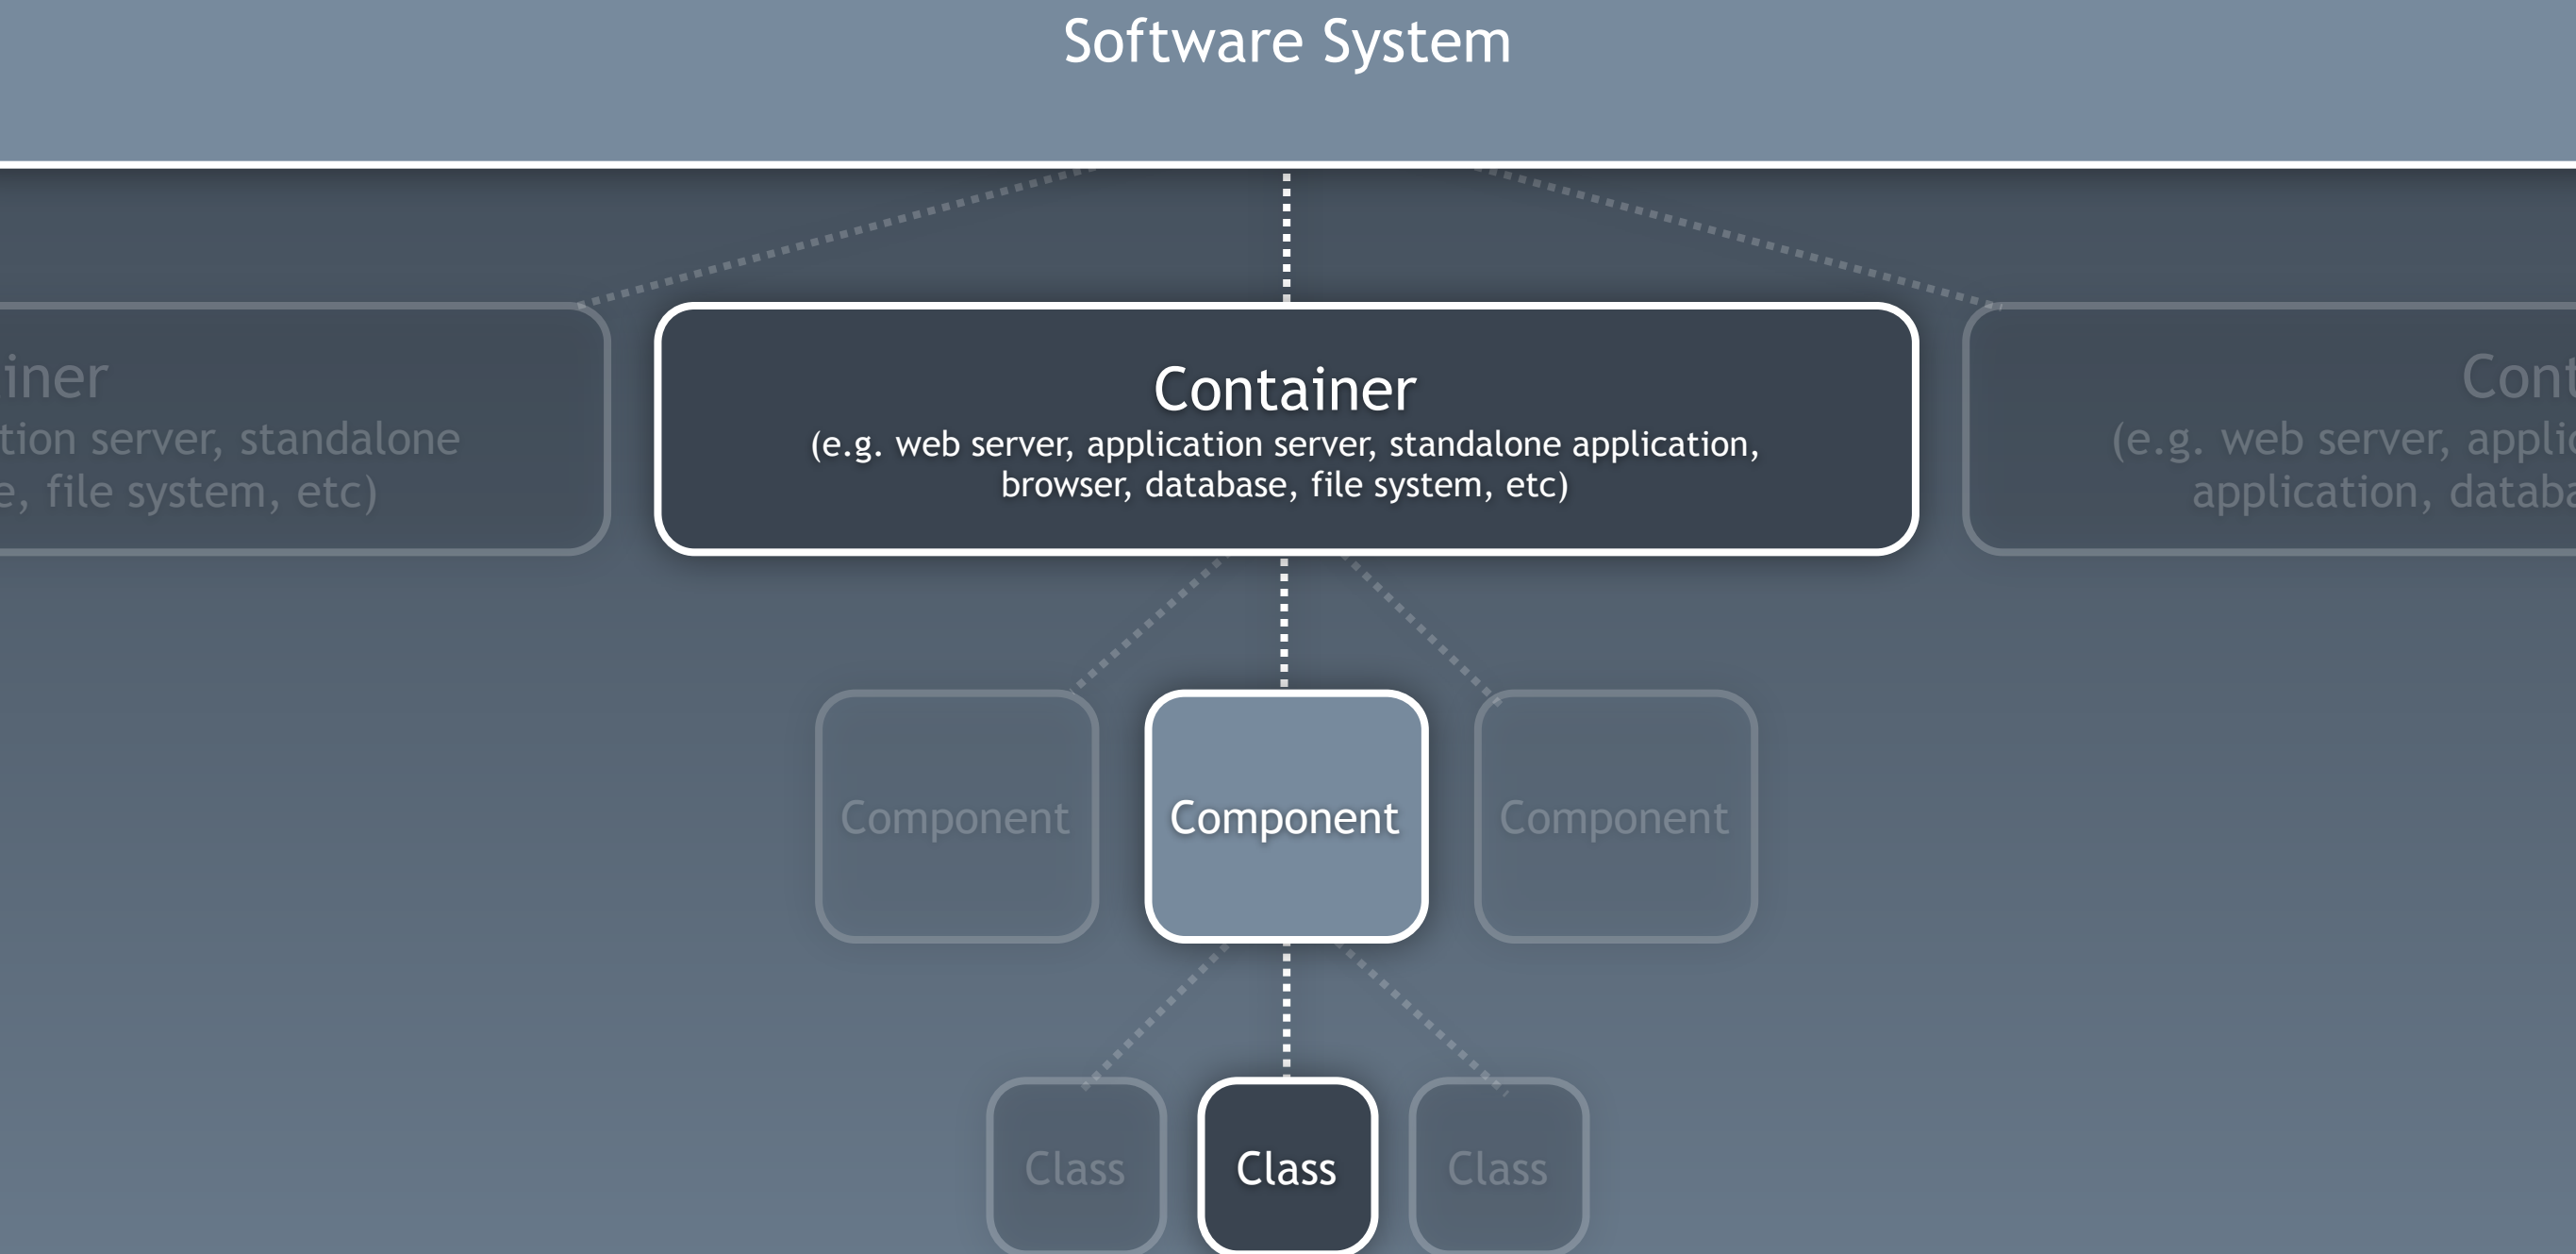 Software System
iner
tion server, standalone
e, file system, etc)
Container
(e.g. web server, application server, standalone application,
browser, database, file system, etc)
Cont
(e.g. web server, applic
application, databa
Component
Component
Component
Class
Class
Class